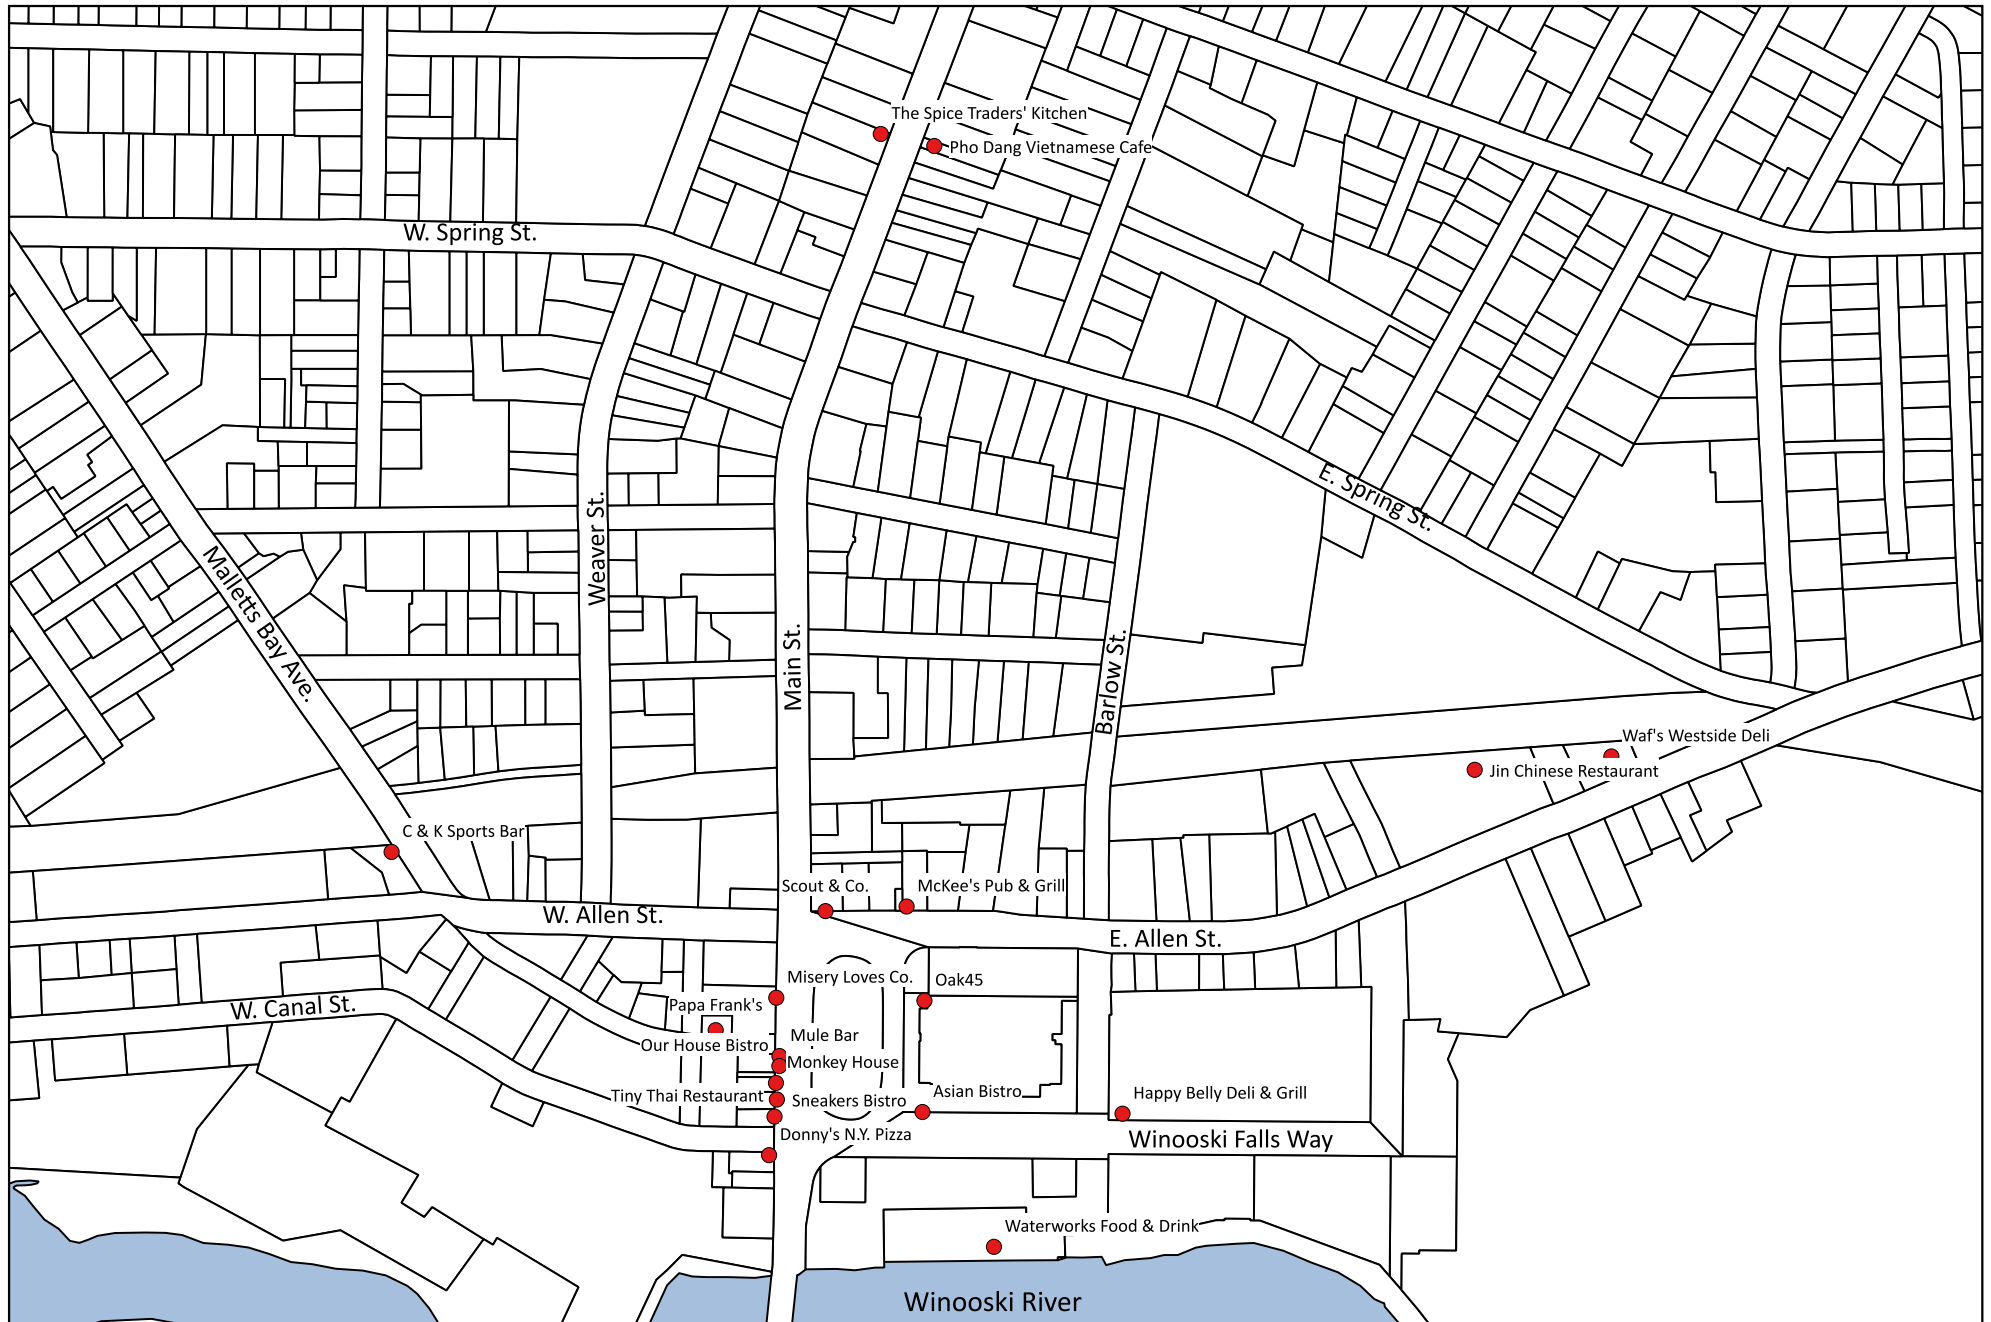 The Spice Traders' Kitchen
Pho Dang Vietnamese Cafe
W. Spring St.
E. Spring St.
Weaver St.
Malletts Bay Ave.
Main St.
Barlow St.
Waf's Westside Deli
Jin Chinese Restaurant
C & K Sports Bar
Scout & Co.
McKee's Pub & Grill
W. Allen St.
E. Allen St.
Misery Loves Co.
Oak45
W. Canal St.
Papa Frank's
Mule Bar
Our House Bistro
Monkey House
Tiny Thai Restaurant
Sneakers Bistro
Asian Bistro
Happy Belly Deli & Grill
Donny's N.Y. Pizza
Winooski Falls Way
Waterworks Food & Drink
Winooski River